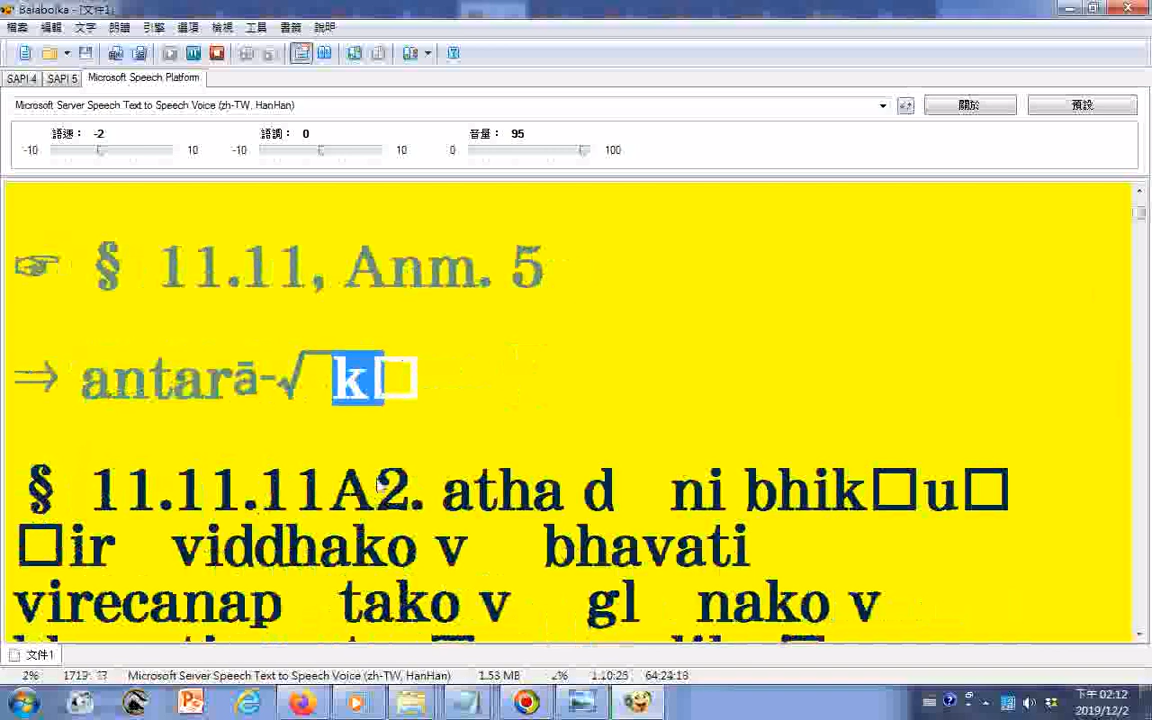 Balabolka - [文件1]
檔案 編輯 文字 朗讀 引擎 選項 檢視 工具 書籤 說明
SAPI 4 SAPI 5 Microsoft Speech Platform
Microsoft Server Speech Text to Speech Voice (zh-TW, HanHan)
關於 預設
語速： -2 語調： 0 音量： 95
-10 10 -10 10 0 100
☞ § 11.11, Anm. 5
⇒ antarā-√ k□
§ 11.11.11A2. atha d ni bhik□u□
□ir viddhako v bhavati
virecanap tako v gl nako v
文件1
2% Microsoft Server Speech Text to Speech Voice (zh-TW, HanHan) 1.53 MB 2% 1:10:25 64:24:18
下午 02:12
2019/12/2